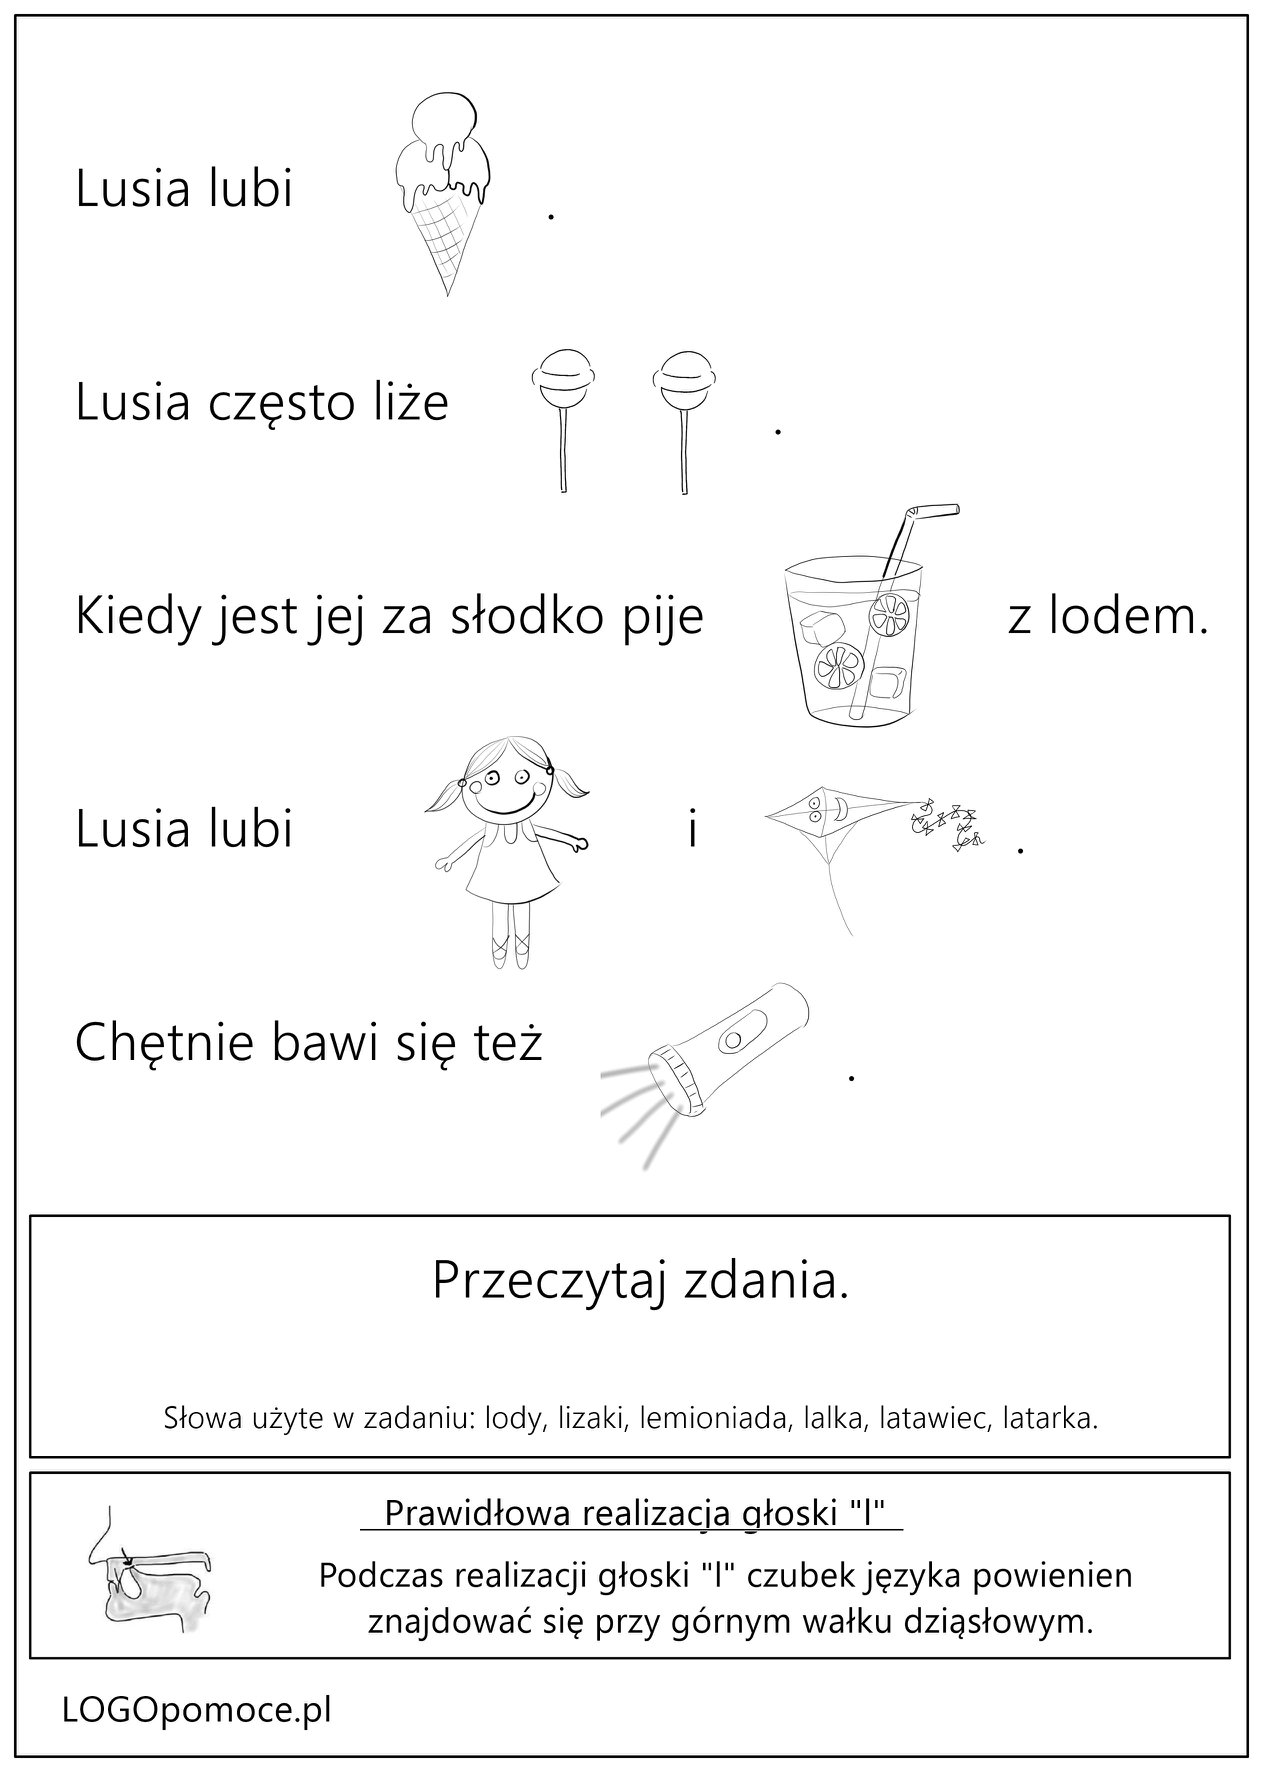 Lusia lubi .
Lusia często liże .
Kiedy jest jej za słodko pije z lodem.
Lusia lubi i .
Chętnie bawi się też .
Przeczytaj zdania.
Słowa użyte w zadaniu: lody, lizaki, lemioniada, lalka, latawiec, latarka.
Prawidłowa realizacja głoski "l"
Podczas realizacji głoski "l" czubek języka powienien
znajdować się przy górnym wałku dziąsłowym.
LOGOpomoce.pl